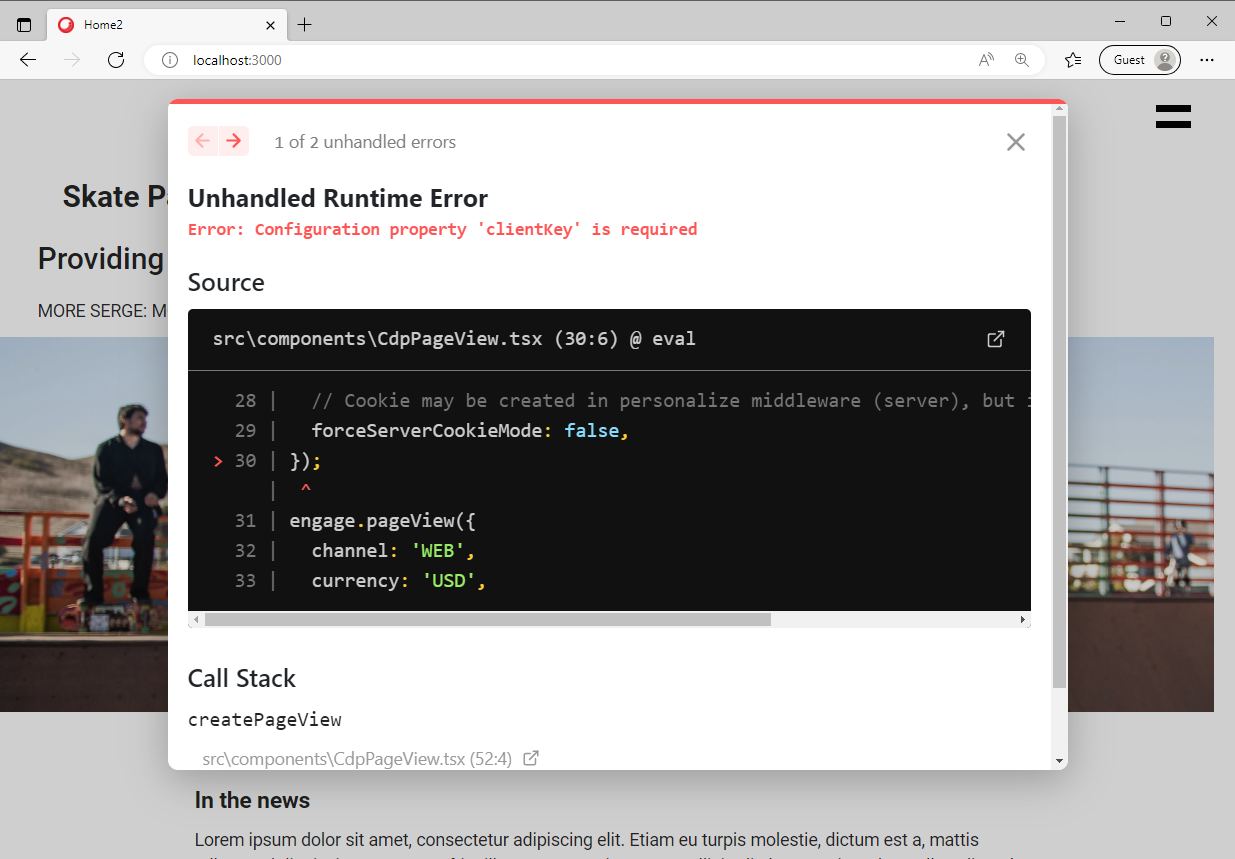 Home2
localhost:3000
Guest
1 of 2 unhandled errors
Unhandled Runtime Error
Error: Configuration property 'clientKey' is required
Source
src\components\CdpPageView.tsx (30:6) @ eval
28 |   // Cookie may be created in personalize middleware (server), but
29 |   forceServerCookieMode: false,
> 30 | });
|  ^
31 | engage.pageView({
32 |   channel: 'WEB',
33 |   currency: 'USD',
Call Stack
createPageView
src\components\CdpPageView.tsx (52:4)
Skate
Providing
MORE SERGE:
In the news
Lorem ipsum dolor sit amet, consectetur adipiscing elit. Etiam eu turpis molestie, dictum est a, mattis